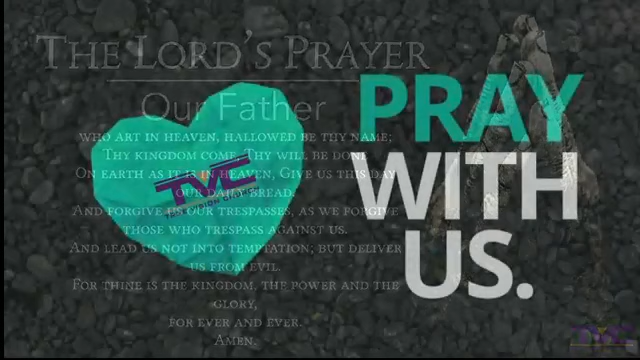 THE LORD'S PRAYER
Our Father
WHO ART IN HEAVEN, HALLOWED BE THY NAME;
THY KINGDOM COME, THY WILL BE DONE
ON EARTH AS IT IS IN HEAVEN, GIVE US THIS DAY
OUR DAILY BREAD.
AND FORGIVE US OUR TRESPASSES, AS WE FORGIVE
THOSE WHO TRESPASS AGAINST US.
AND LEAD US NOT INTO TEMPTATION; BUT DELIVER
US FROM EVIL.
FOR THINE IS THE KINGDOM, THE POWER AND THE
GLORY,
FOR EVER AND EVER.
AMEN.
PRAY
WITH
US.